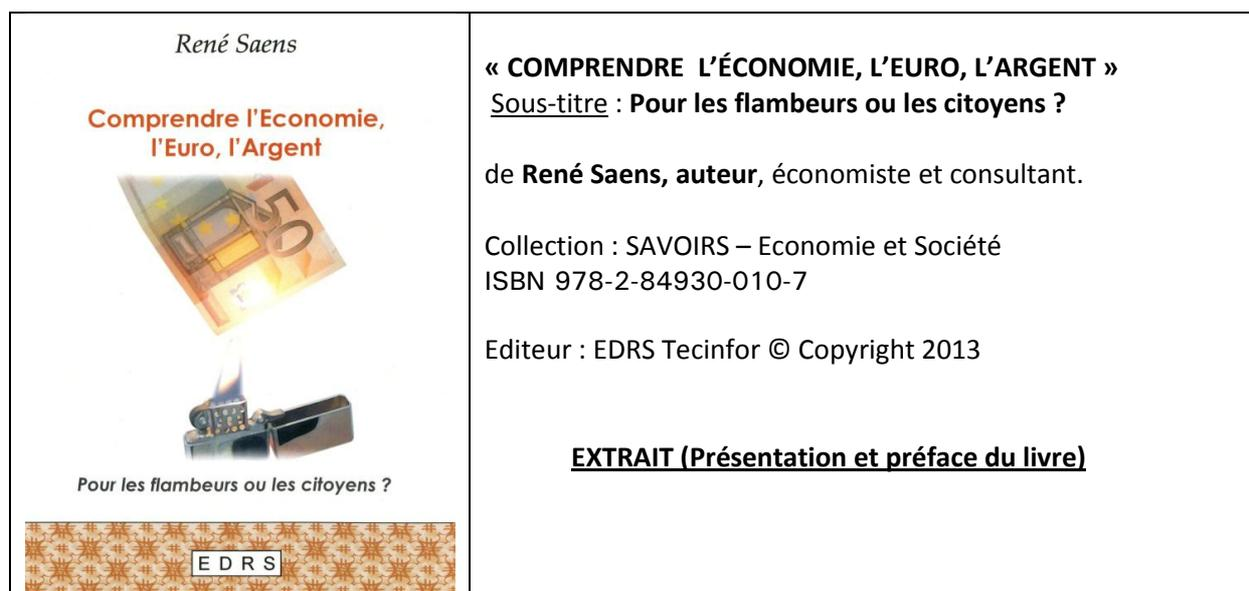 René Saens
Comprendre l'Economie,
l'Euro, l'Argent
50
Pour les flambeurs ou les citoyens ?
EDRS
« COMPRENDRE L'ÉCONOMIE, L'EURO, L'ARGENT »
Sous-titre : Pour les flambeurs ou les citoyens ?
de René Saens, auteur, économiste et consultant.
Collection : SAVOIRS – Economie et Société
ISBN 978-2-84930-010-7
Editeur : EDRS Tecinfor © Copyright 2013
EXTRAIT (Présentation et préface du livre)